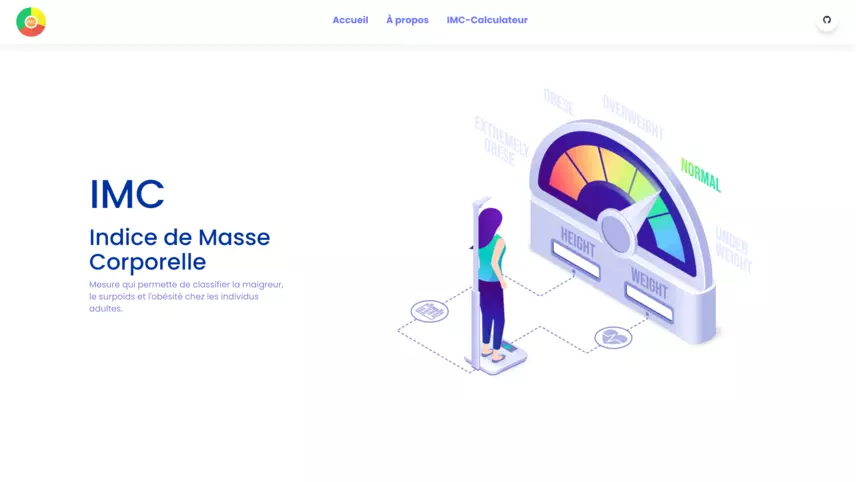 Accueil
À propos
IMC-Calculateur
OBESE
OVERWEIGHT
EXTREMELY
OBESE
NORMAL
UNDER
WEIGHT
HEIGHT
WEIGHT
IMC
Indice de Masse
Corporelle
Mesure qui permette de classifier la maigreur,
le surpoids et l'obésité chez les individus
adultes.